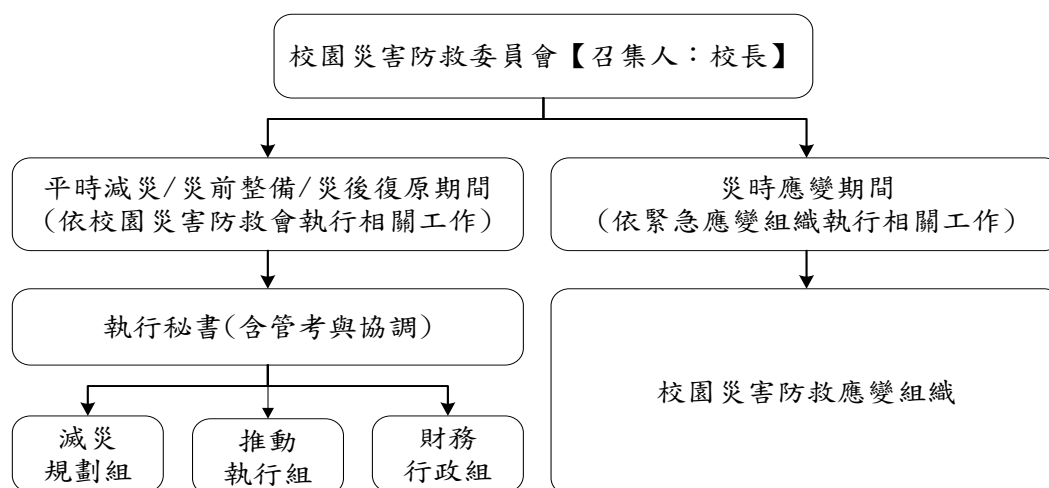 校園災害防救委員會【召集人：校長】
平時減災/災前整備/災後復原期間
(依校園災害防救會執行相關工作)
災時應變期間
(依緊急應變組織執行相關工作)
執行秘書(含管考與協調)
校園災害防救應變組織
減災
規劃組
推動
執行組
財務
行政組